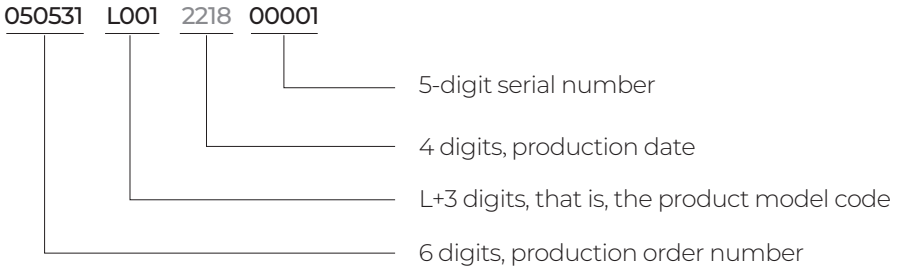 050531 L001 2218 00001
5-digit serial number
4 digits, production date
L+3 digits, that is, the product model code
6 digits, production order number